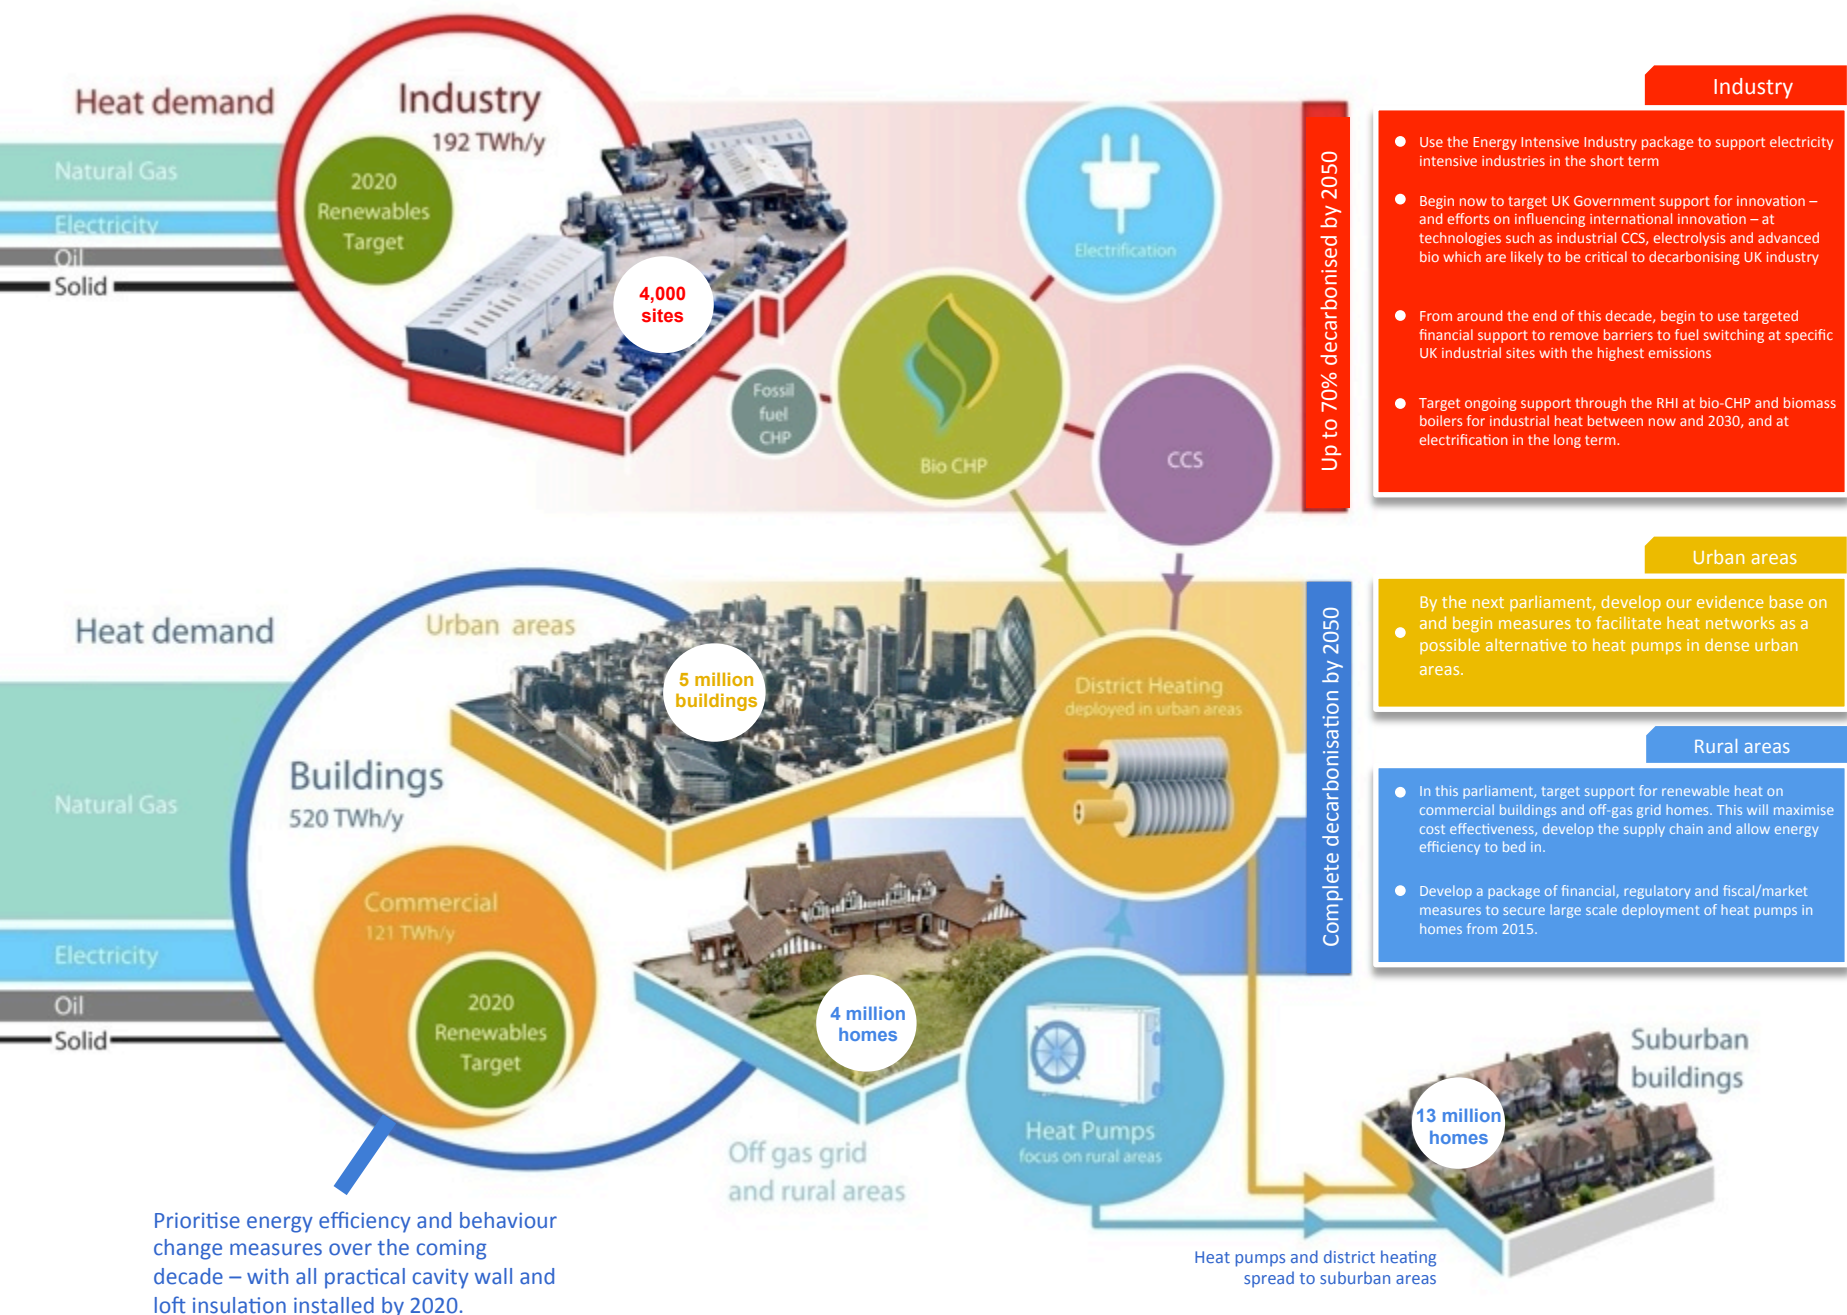 Heat demand
Natural Gas
Electricity
Oil
Solid
Industry
192 TWh/y
2020
Renewables
Target
4,000
sites
Fossil
fuel
CHP
Bio CHP
Electrification
CCS
Up to 70% decarbonised by 2050
Industry
Use the Energy Intensive Industry package to support electricity
intensive industries in the short term
Begin now to target UK Government support for innovation –
and efforts on influencing international innovation – at
technologies such as industrial CCS, electrolysis and advanced
bio which are likely to be critical to decarbonising UK industry
From around the end of this decade, begin to use targeted
financial support to remove barriers to fuel switching at specific
UK industrial sites with the highest emissions
Target ongoing support through the RHI at bio-CHP and biomass
boilers for industrial heat between now and 2030, and at
electrification in the long term.
Heat demand
Natural Gas
Electricity
Oil
Solid
Buildings
520 TWh/y
Commercial
121 TWh/y
2020
Renewables
Target
Urban areas
5 million
buildings
District Heating
deployed in urban areas
4 million
homes
Off gas grid
and rural areas
Heat Pumps
focus on rural areas
Complete decarbonisation by 2050
Urban areas
By the next parliament, develop our evidence base on
and begin measures to facilitate heat networks as a
possible alternative to heat pumps in dense urban
areas.
Rural areas
In this parliament, target support for renewable heat on
commercial buildings and off-gas grid homes. This will maximise
cost effectiveness, develop the supply chain and allow energy
efficiency to bed in.
Develop a package of financial, regulatory and fiscal/market
measures to secure large scale deployment of heat pumps in
homes from 2015.
Suburban
buildings
13 million
homes
Heat pumps and district heating
spread to suburban areas
Prioritise energy efficiency and behaviour
change measures over the coming
decade – with all practical cavity wall and
loft insulation installed by 2020.